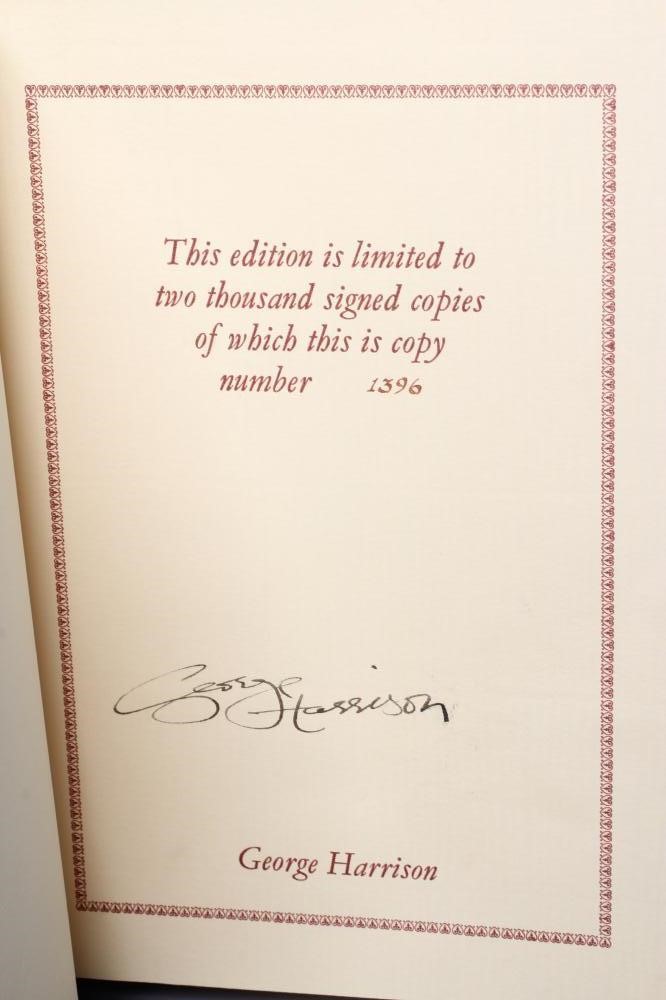 This edition is limited to
two thousand signed copies
of which this is copy
number 1396
George Harrison
George Harrison